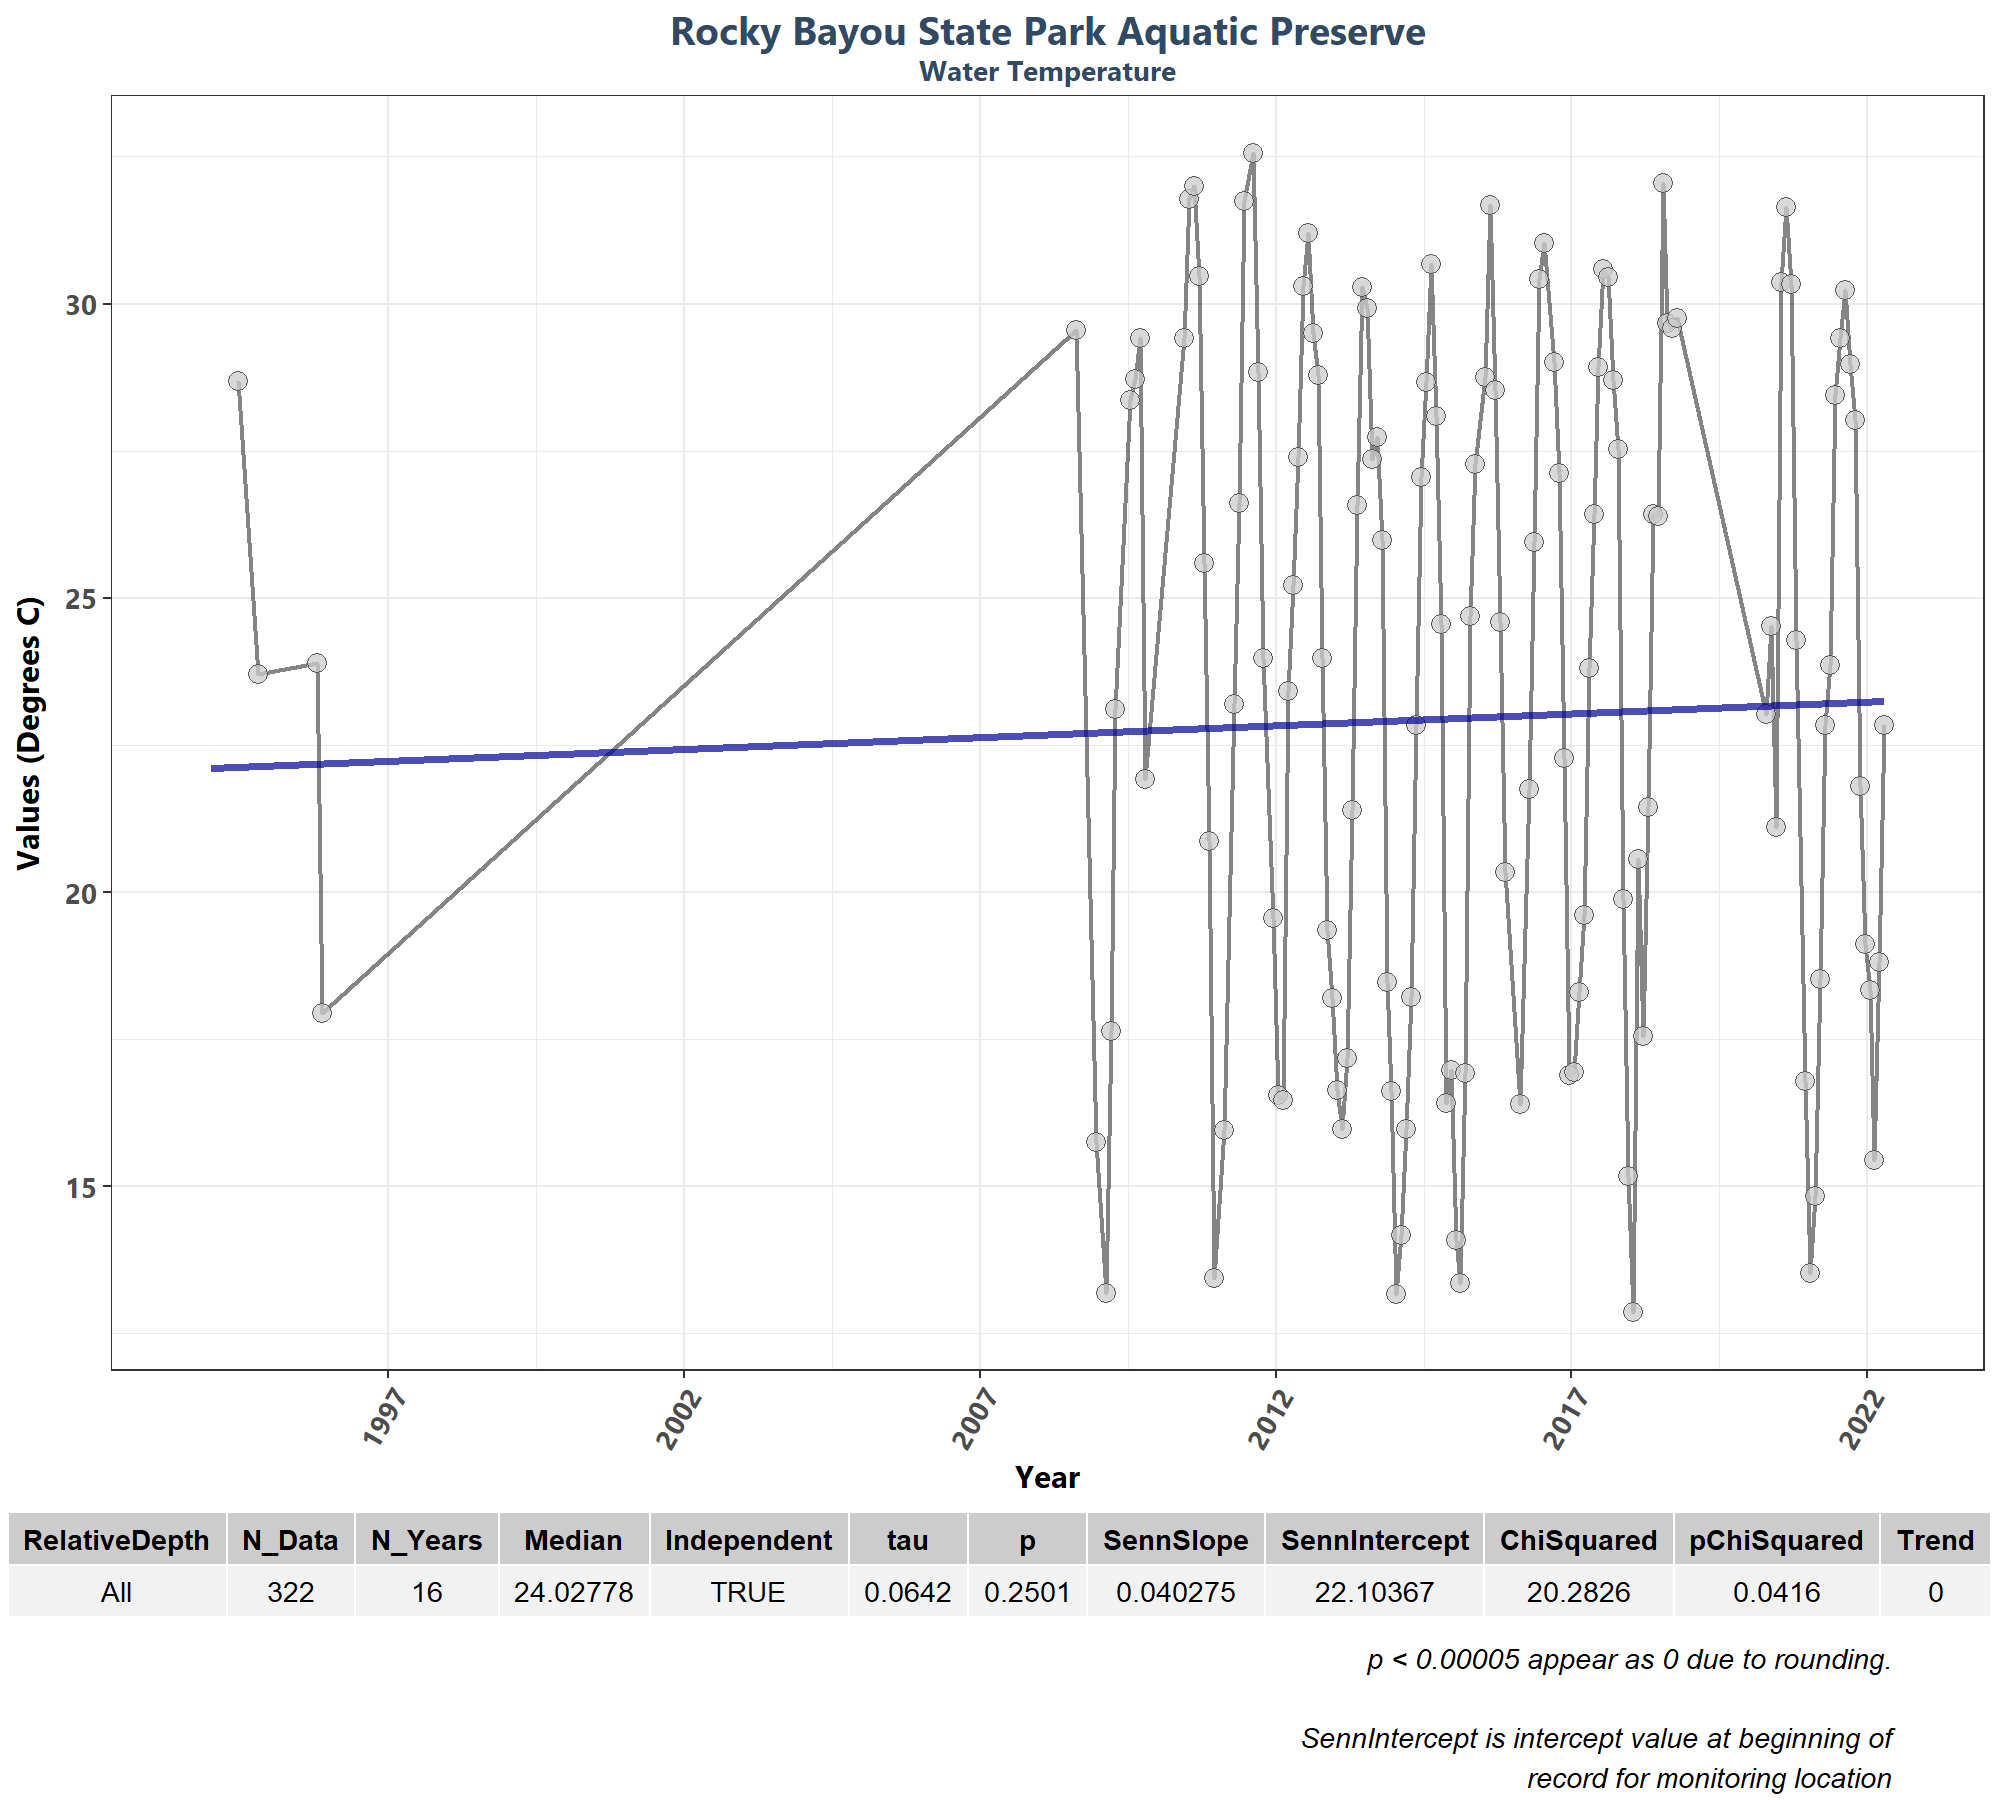 Rocky Bayou State Park Aquatic Preserve
Water Temperature
Values (Degrees C)
30
25
20
15
1997
2002
2007
2012
2017
2022
Year
RelativeDepth N_Data N_Years Median Independent tau p SennSlope SennIntercept ChiSquared pChiSquared Trend
All 322 16 24.02778 TRUE 0.0642 0.2501 0.040275 22.10367 20.2826 0.0416 0
p < 0.00005 appear as 0 due to rounding.
SennIntercept is intercept value at beginning of
record for monitoring location